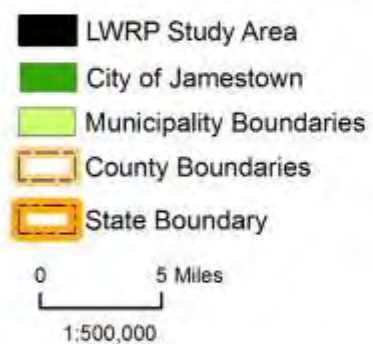 LWRP Study Area
City of Jamestown
Municipality Boundaries
County Boundaries
State Boundary
0 5 Miles
1:500,000